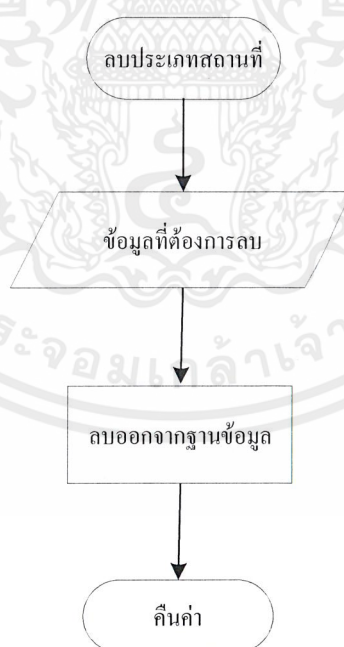 ลบประเภทสถานที่
ข้อมูลที่ต้องการลบ
ลบออกจากฐานข้อมูล
คืนค่า